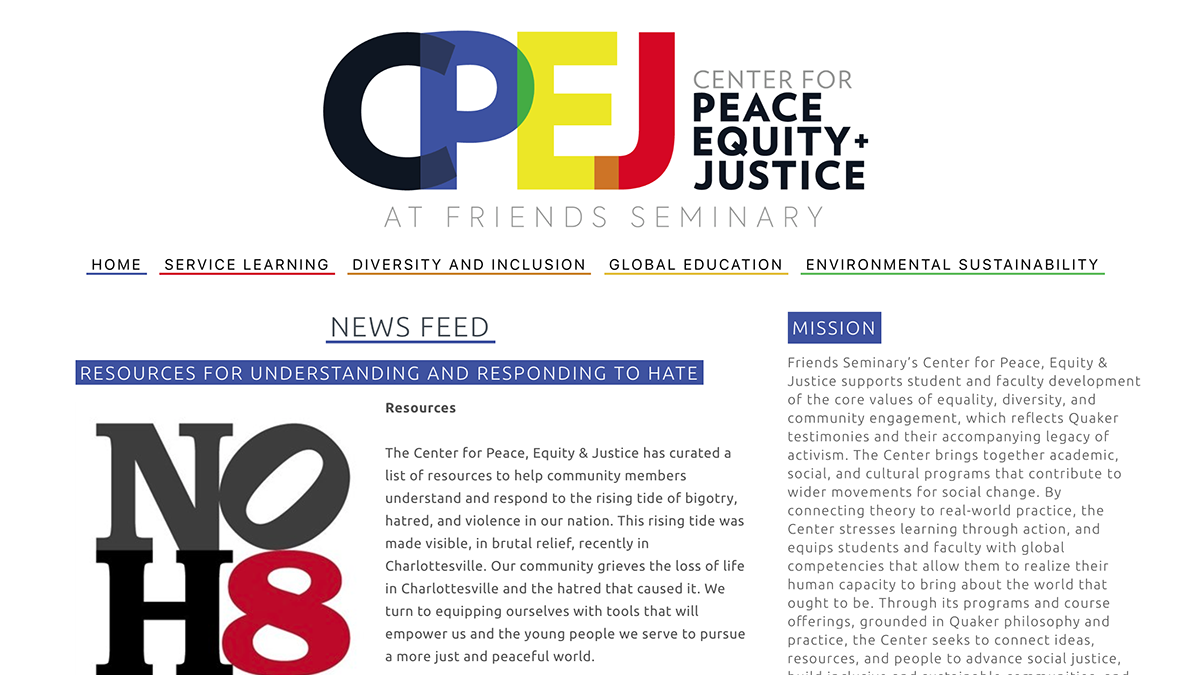 CPEJ
CENTER FOR
PEACE
EQUITY+
JUSTICE
AT FRIENDS SEMINARY
HOME SERVICE LEARNING DIVERSITY AND INCLUSION GLOBAL EDUCATION ENVIRONMENTAL SUSTAINABILITY
NEWS FEED
RESOURCES FOR UNDERSTANDING AND RESPONDING TO HATE
NO
H8
Resources
The Center for Peace, Equity & Justice has curated a
list of resources to help community members
understand and respond to the rising tide of bigotry,
hatred, and violence in our nation. This rising tide was
made visible, in brutal relief, recently in
Charlottesville. Our community grieves the loss of life
in Charlottesville and the hatred that caused it. We
turn to equipping ourselves with tools that will
empower us and the young people we serve to pursue
a more just and peaceful world.
MISSION
Friends Seminary’s Center for Peace, Equity &
Justice supports student and faculty development
of the core values of equality, diversity, and
community engagement, which reflects Quaker
testimonies and their accompanying legacy of
activism. The Center brings together academic,
social, and cultural programs that contribute to
wider movements for social change. By
connecting theory to real-world practice, the
Center stresses learning through action, and
equips students and faculty with global
competencies that allow them to realize their
human capacity to bring about the world that
ought to be. Through its programs and course
offerings, grounded in Quaker philosophy and
practice, the Center seeks to connect ideas,
resources, and people to advance social justice,
build inclusive and sustainable communities, and